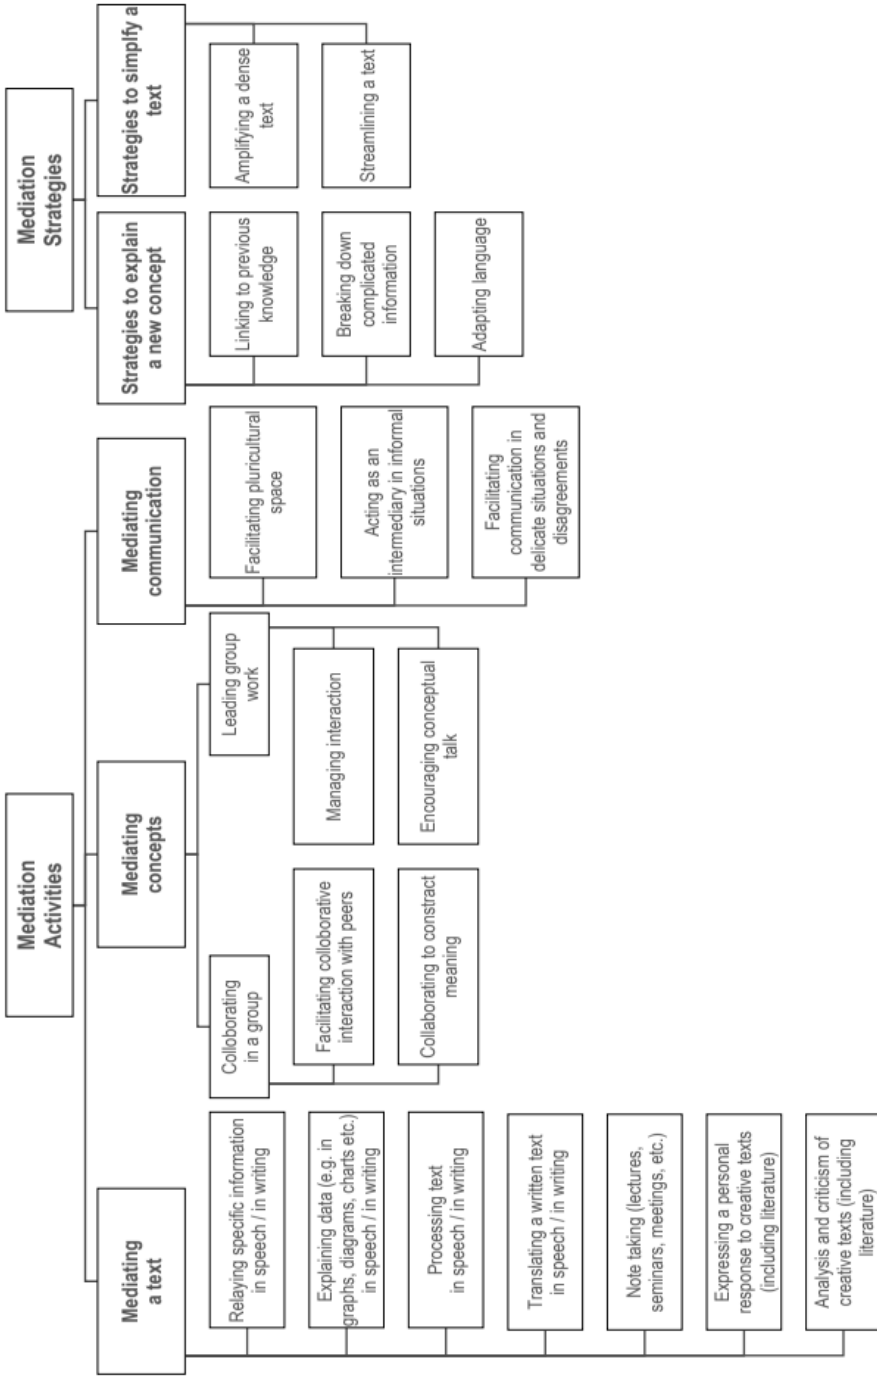 Mediation
Activities
Mediating
a text
Relaying specific information
in speech / in writing
Explaining data (e.g. in
graphs, diagrams, charts etc.)
in speech / in writing
Processing text
in speech / in writing
Translating a written text
in speech / in writing
Note taking (lectures,
seminars, meetings, etc.)
Expressing a personal
response to creative texts
(including literature)
Analysis and criticism of
creative texts (including
literature)
Mediating
concepts
Colloborating
in a group
Facilitating colloborative
interaction with peers
Collaborating to constract
meaning
Leading group
work
Managing interaction
Encouraging conceptual
talk
Mediating
communication
Facilitating pluricultural
space
Acting as an
intermediary in informal
situations
Facilitating
communication in
delicate situations and
disagreements
Mediation
Strategies
Strategies to explain
a new concept
Linking to previous
knowledge
Breaking down
complicated
information
Adapting language
Strategies to simplfy a
text
Amplifying a dense
text
Streamlining a text